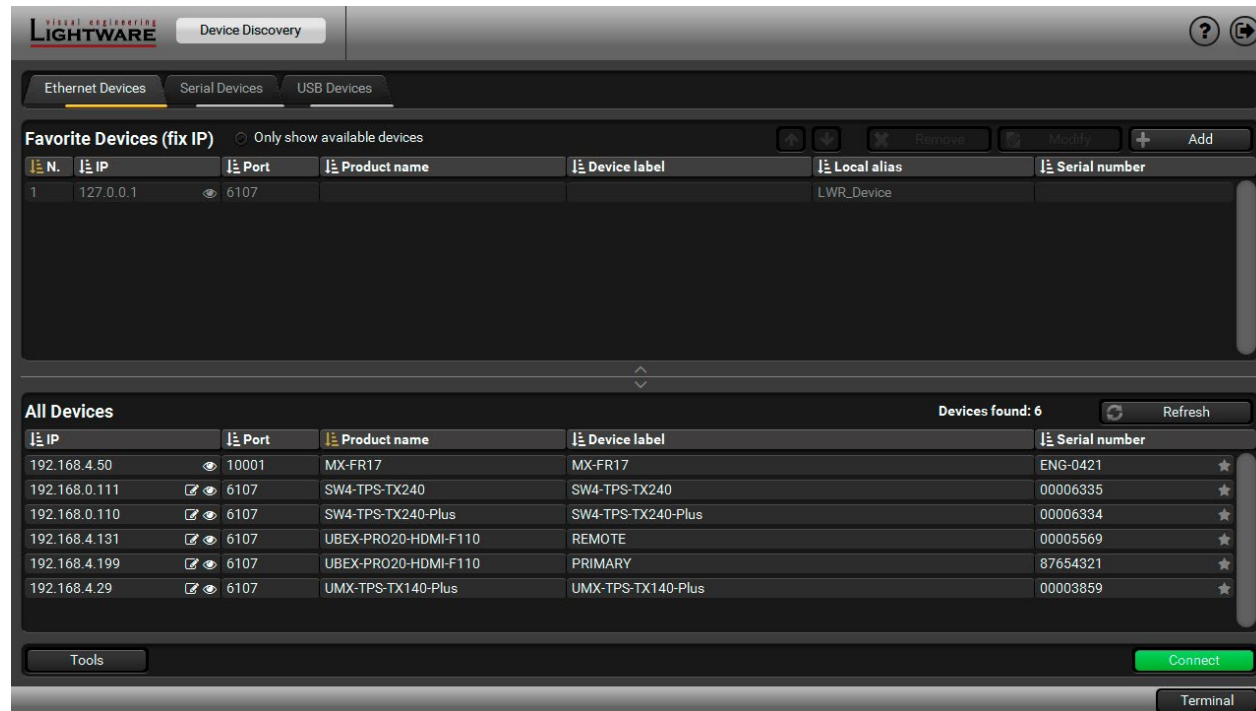 visual engineering
LIGHTWARE
Device Discovery
?
Ethernet Devices Serial Devices USB Devices
Favorite Devices (fix IP) Only show available devices Remove Modify Add
N. IP Port Product name Device label Local alias Serial number
1 127.0.0.1 6107 LWR_Device
All Devices Devices found: 6 Refresh
IP Port Product name Device label Serial number
192.168.4.50 10001 MX-FR17 MX-FR17 ENG-0421
192.168.0.111 6107 SW4-TPS-TX240 SW4-TPS-TX240 00006335
192.168.0.110 6107 SW4-TPS-TX240-Plus SW4-TPS-TX240-Plus 00006334
192.168.4.131 6107 UBEX-PRO20-HDMI-F110 REMOTE 00005569
192.168.4.199 6107 UBEX-PRO20-HDMI-F110 PRIMARY 87654321
192.168.4.29 6107 UMX-TPS-TX140-Plus UMX-TPS-TX140-Plus 00003859
Tools Connect
Terminal